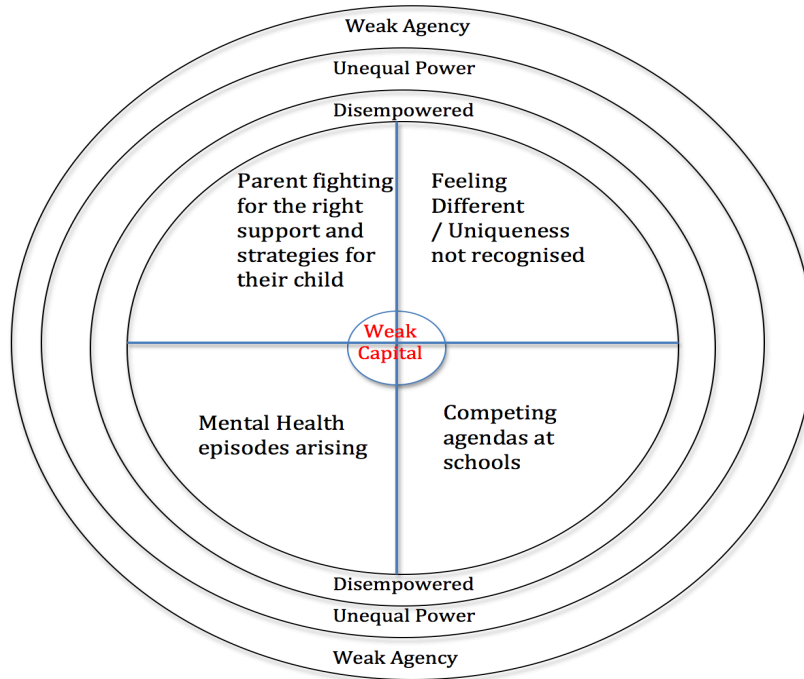 Weak Agency
Unequal Power
Disempowered
Parent fighting
for the right
support and
strategies for
their child
Feeling
Different
/ Uniqueness
not recognised
Weak
Capital
Mental Health
episodes arising
Competing
agendas at
schools
Disempowered
Unequal Power
Weak Agency